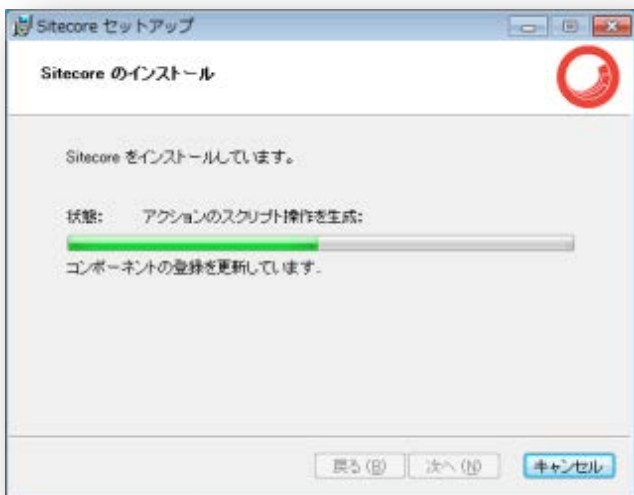 Sitecore セットアップ
Sitecore のインストール
Sitecore をインストールしています。
状態: アクションのスクリプト操作を生成:
コンポーネントの登録を更新しています.
戻る(B) 次へ(N) キャンセル